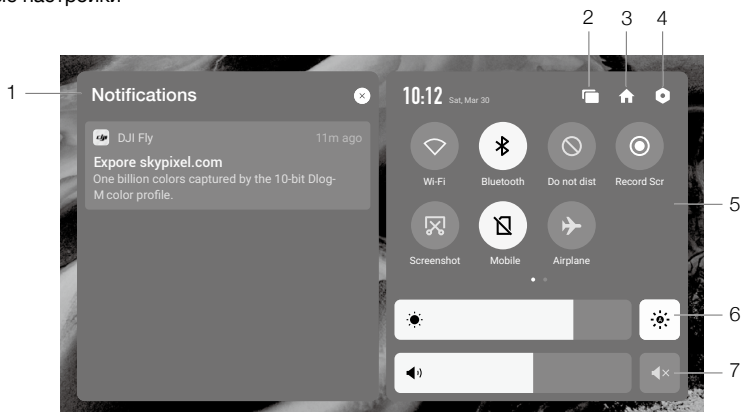 ые настройки
2 3 4
1
Notifications
10:12 Sat, Mar 30
DJI Fly 11m ago
Expore skypixel.com
One billion colors captured by the 10-bit Dlog-
M color profile.
Wi-Fi Bluetooth Do not dist Record Scr
5
Screenshot Mobile Airplane
6
7